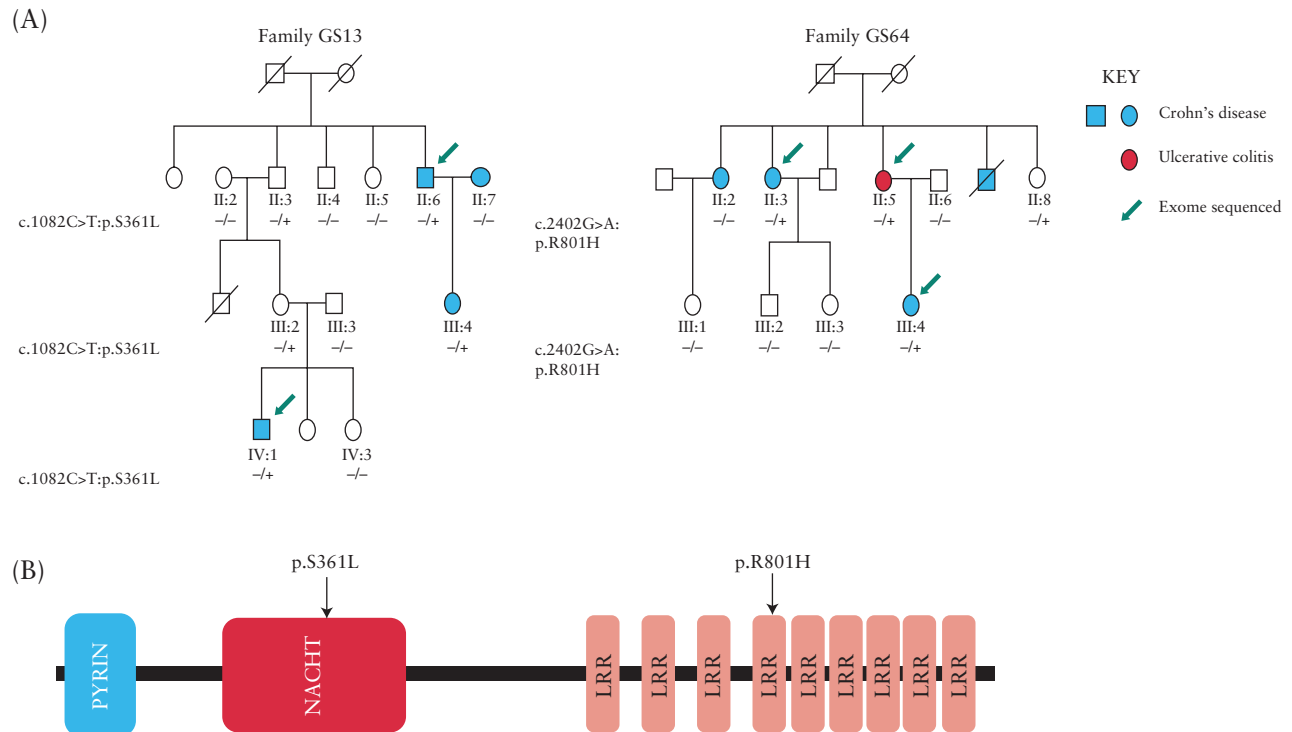 (A)
Family GS13
Family GS64
KEY
Crohn's disease
Ulcerative colitis
Exome sequenced
II:2 II:3 II:4 II:5 II:6 II:7
–/– –/+ –/– –/– –/+ –/–
c.1082C>T:p.S361L
II:2 II:3 II:5 II:6 II:8
–/– –/+ –/+ –/– –/+
c.2402G>A:
p.R801H
III:2 III:3 III:4
–/+ –/– –/+
c.1082C>T:p.S361L
III:1 III:2 III:3 III:4
–/– –/– –/– –/+
c.2402G>A:
p.R801H
IV:1 IV:3
–/+ –/–
c.1082C>T:p.S361L
(B)
p.S361L
p.R801H
PYRIN
NACHT
LRR
LRR
LRR
LRR
LRR
LRR
LRR
LRR
LRR